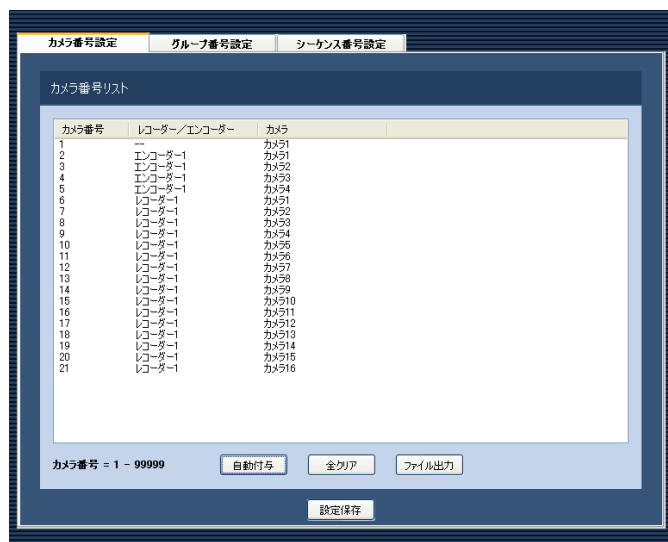 カメラ番号設定 グループ番号設定 シーケンス番号設定
カメラ番号リスト
カメラ番号 レコーダー／エンコーダー カメラ
1 -- カメラ1
2 エンコーダー1 カメラ1
3 エンコーダー1 カメラ2
4 エンコーダー1 カメラ3
5 エンコーダー1 カメラ4
6 レコーダー1 カメラ1
7 レコーダー1 カメラ2
8 レコーダー1 カメラ3
9 レコーダー1 カメラ4
10 レコーダー1 カメラ5
11 レコーダー1 カメラ6
12 レコーダー1 カメラ7
13 レコーダー1 カメラ8
14 レコーダー1 カメラ9
15 レコーダー1 カメラ10
16 レコーダー1 カメラ11
17 レコーダー1 カメラ12
18 レコーダー1 カメラ13
19 レコーダー1 カメラ14
20 レコーダー1 カメラ15
21 レコーダー1 カメラ16
カメラ番号 = 1 - 99999 自動付与 全クリア ファイル出力
設定保存